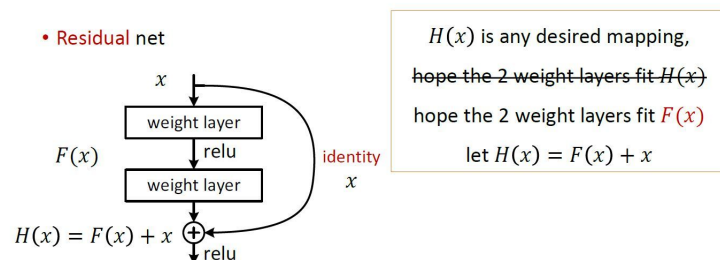 • Residual net
x
weight layer
F(x)
relu
weight layer
identity
x
H(x) = F(x) + x
+
relu
H(x) is any desired mapping,
hope the 2 weight layers fit H(x)
hope the 2 weight layers fit F(x)
let H(x) = F(x) + x